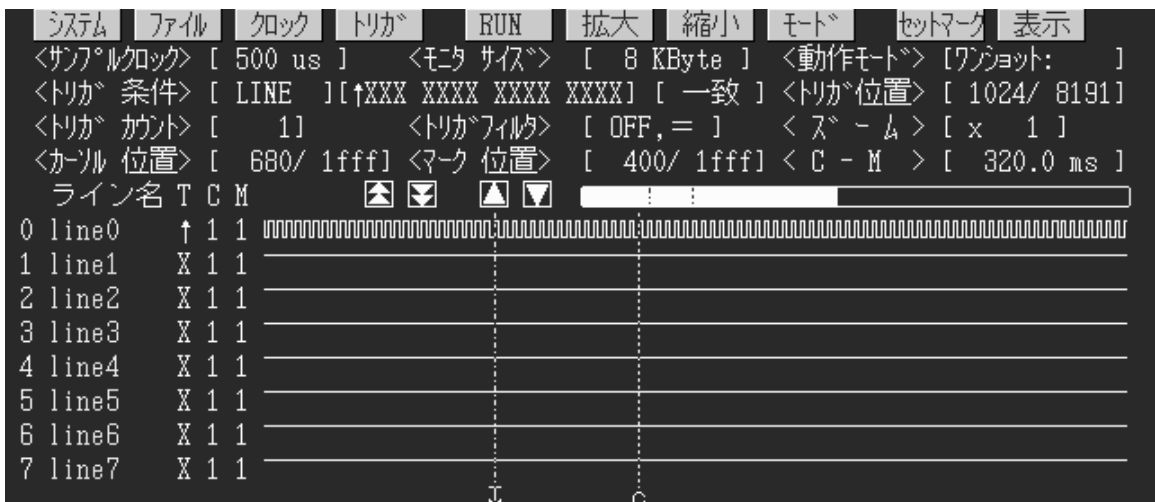 システム ファイル クロック トリガ RUN 拡大 縮小 モード セットマーク 表示
<サンプルクロック> [ 500 us ] <モニタ サイズ> [ 8 KByte ] <動作モード> [ワンショット: ]
<トリガ 条件> [ LINE ][↑XXX XXXX XXXX XXXX] [ 一致 ] <トリガ位置> [ 1024/ 8191]
<トリガ カウント> [ 1] <トリガフィルタ> [ OFF,= ] < ズ ー ム > [ x 1 ]
<カーソル 位置> [ 680/ 1fff] <マーク 位置> [ 400/ 1fff] < C - M > [ 320.0 ms ]
ライン名 T C M
0 line0 ↑ 1 1
1 line1 X 1 1
2 line2 X 1 1
3 line3 X 1 1
4 line4 X 1 1
5 line5 X 1 1
6 line6 X 1 1
7 line7 X 1 1